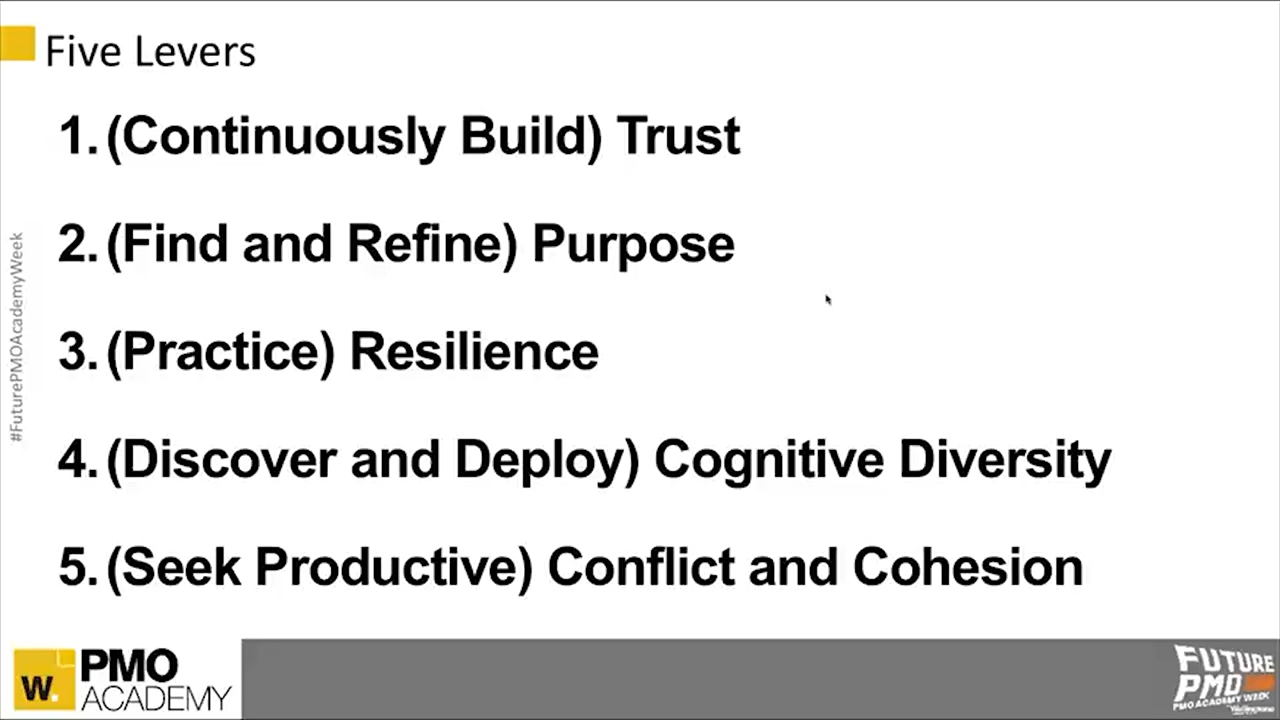 Five Levers
1. (Continuously Build) Trust
2. (Find and Refine) Purpose
3. (Practice) Resilience
4. (Discover and Deploy) Cognitive Diversity
5. (Seek Productive) Conflict and Cohesion
#FuturePMOAcademyWeek
w.
PMO
ACADEMY
FUTURE
PMO
PMO ACADEMY WEEK